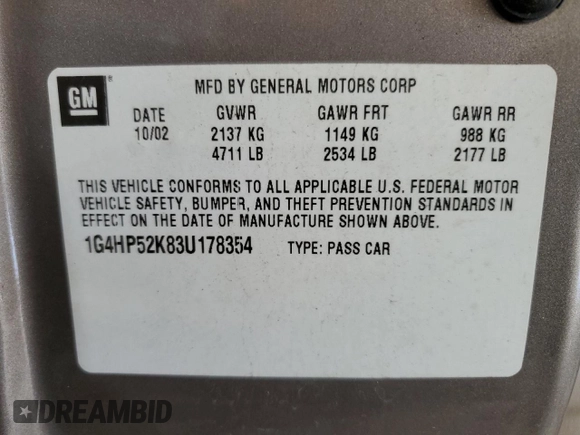 GM
MFD BY GENERAL MOTORS CORP
DATE GVWR GAWR FRT GAWR RR
10/02 2137 KG 1149 KG 988 KG
4711 LB 2534 LB 2177 LB
THIS VEHICLE CONFORMS TO ALL APPLICABLE U.S. FEDERAL MOTOR
VEHICLE SAFETY, BUMPER, AND THEFT PREVENTION STANDARDS IN
EFFECT ON THE DATE OF MANUFACTURE SHOWN ABOVE.
1G4HP52K83U178354 TYPE: PASS CAR
DREAMBID